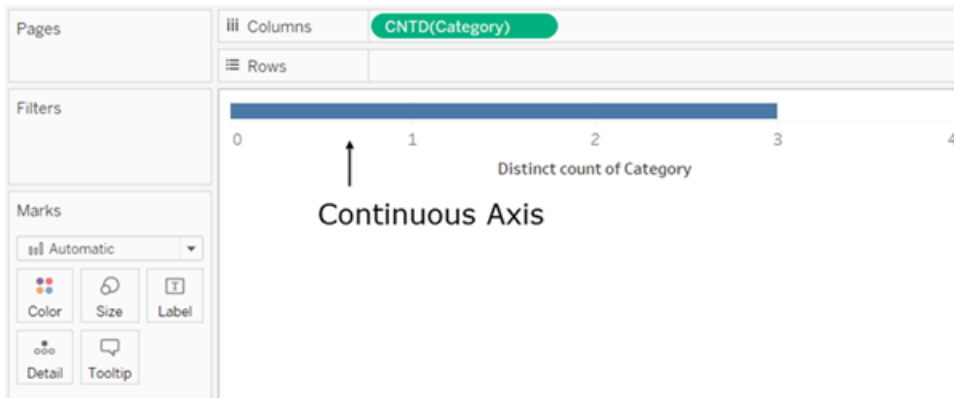 Pages
Columns
CNTD(Category)
Rows
Filters
0 1 2 3 4
Distinct count of Category
Continuous Axis
Marks
Automatic
Color Size Label
T
Detail Tooltip